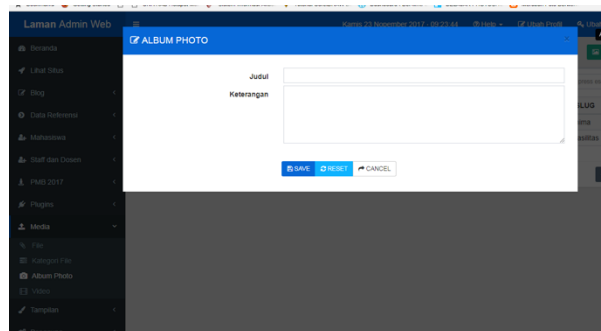 Laman Admin Web
Kamis 23 Nopember 2017 - 09:23:44
Help
Ubah Profil
ALBUM PHOTO
Beranda
Lihat Situs
Blog
Data Referensi
Mahasiswa
Staff dan Dosen
PMB 2017
Plugins
Media
File
Kategori File
Album Photo
Video
Tampilan
Judul
Keterangan
SAVE
RESET
CANCEL
SLUG